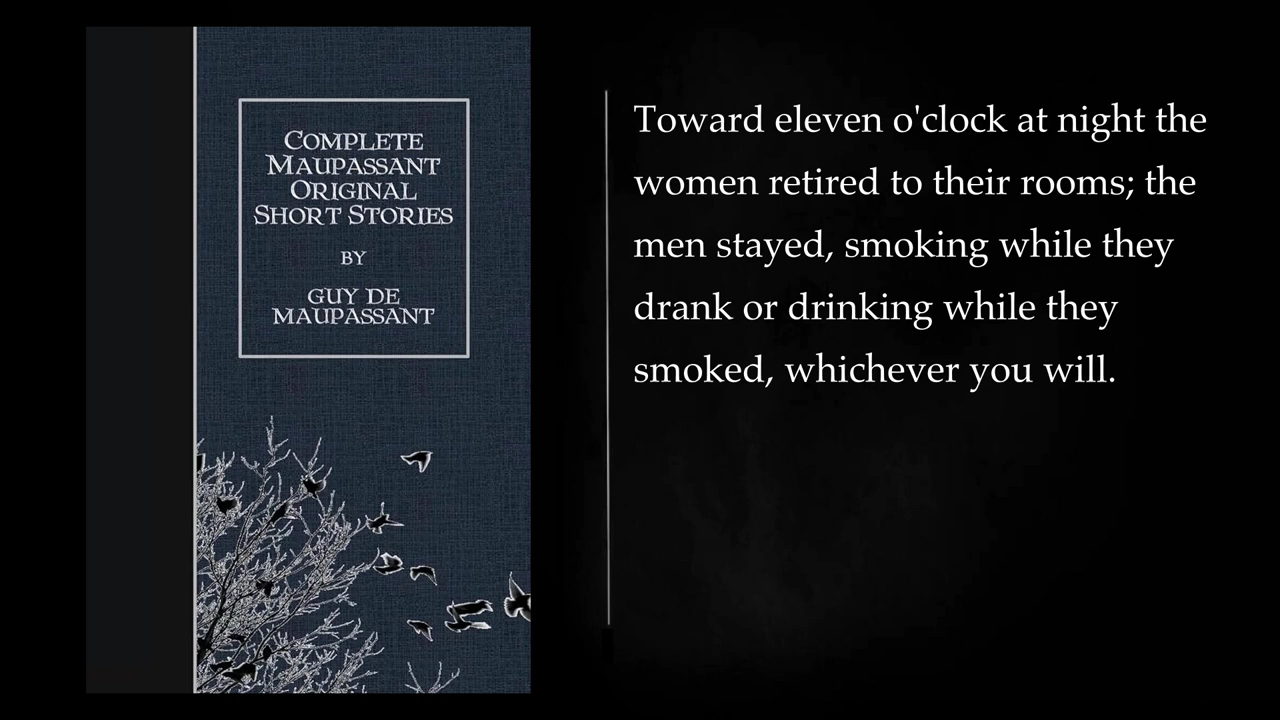 COMPLETE
MAUPASSANT
ORIGINAL
SHORT STORIES
BY
GUY DE
MAUPASSANT
Toward eleven o'clock at night the
women retired to their rooms; the
men stayed, smoking while they
drank or drinking while they
smoked, whichever you will.